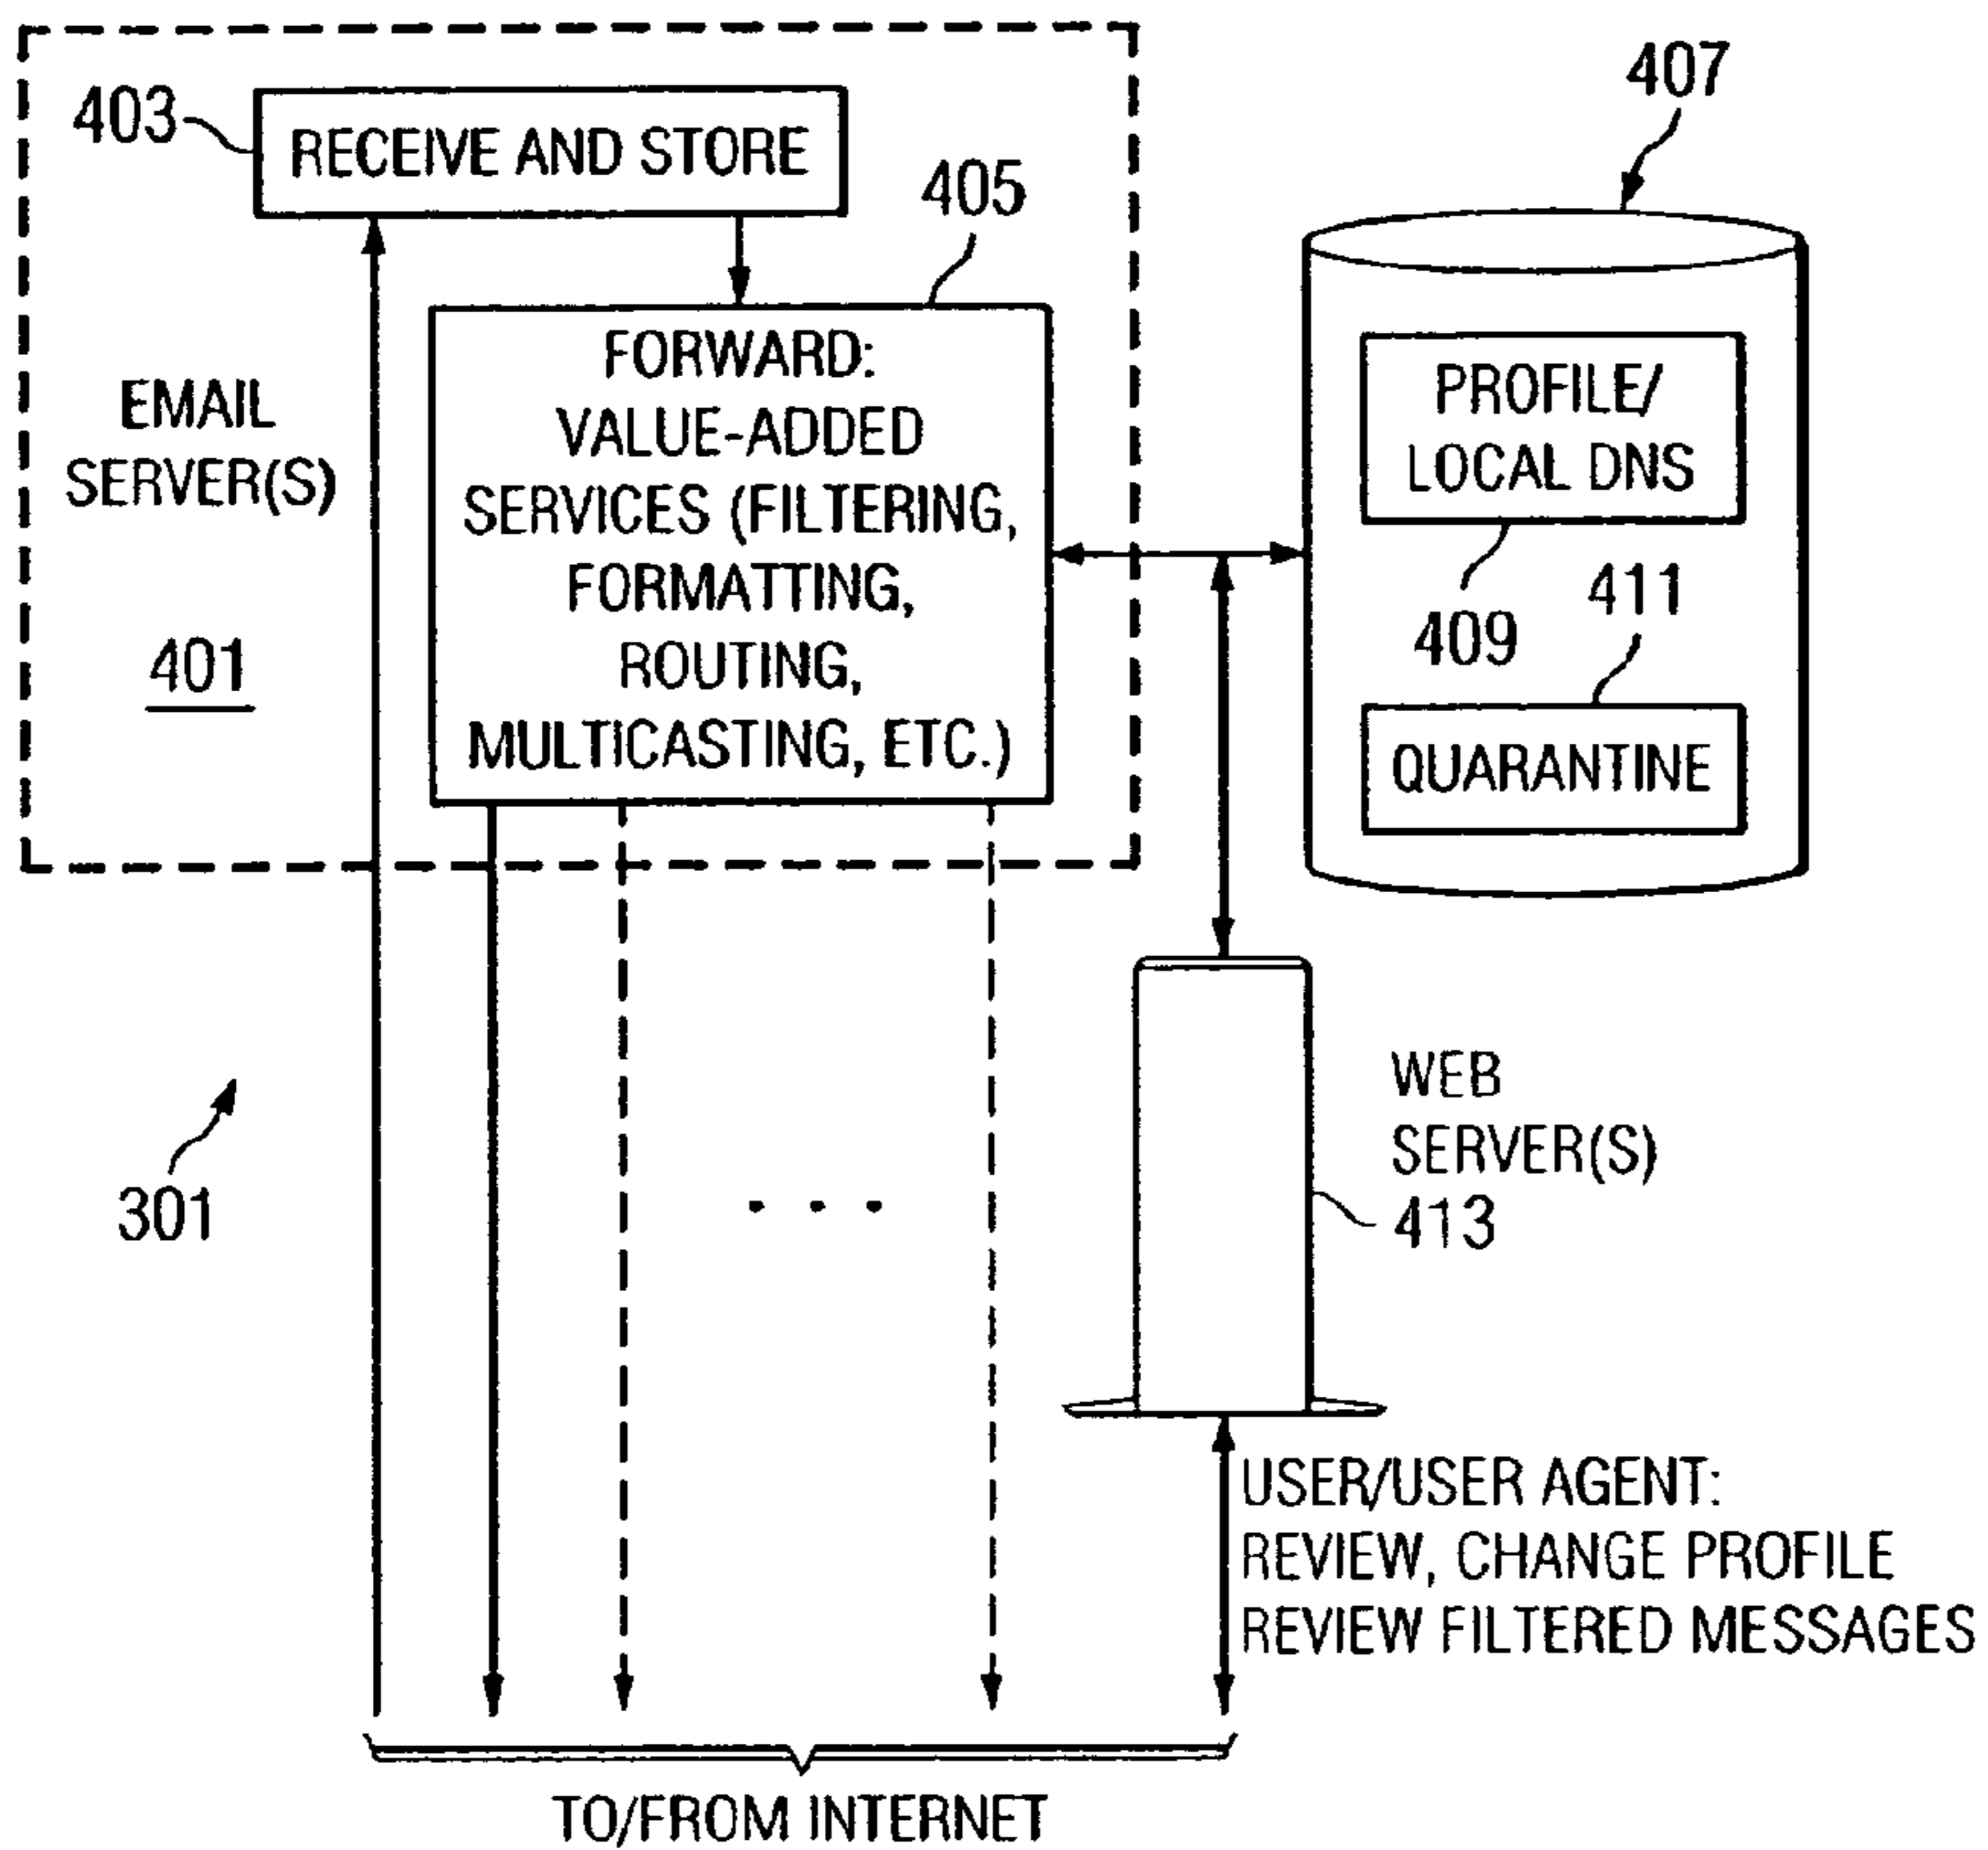 403
RECEIVE AND STORE
405
407
EMAIL
SERVER(S)
401
FORWARD:
VALUE-ADDED
SERVICES (FILTERING,
FORMATTING,
ROUTING,
MULTICASTING, ETC.)
PROFILE/
LOCAL DNS
409
411
QUARANTINE
301
WEB
SERVER(S)
413
USER/USER AGENT:
REVIEW, CHANGE PROFILE
REVIEW FILTERED MESSAGES
TO/FROM INTERNET